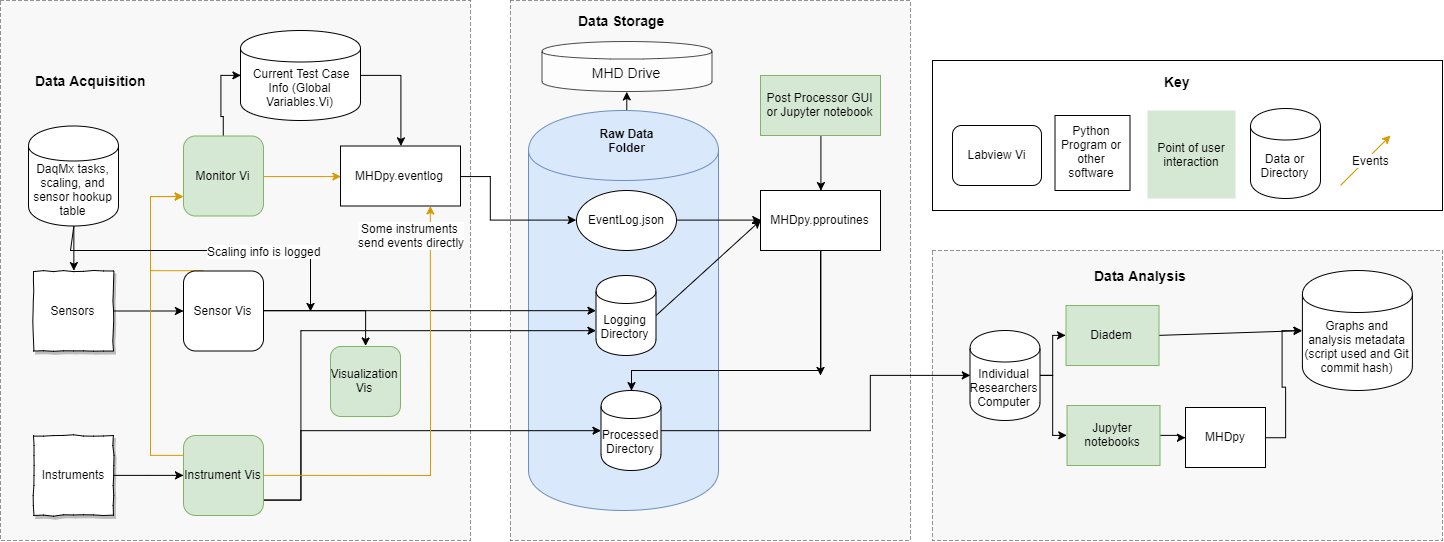 Data Acquisition
Current Test Case
Info (Global
Variables.Vi)
DaqMx tasks,
scaling, and
sensor hookup
table
Monitor Vi
MHDpy.eventlog
Some instruments
send events directly
Scaling info is logged
Sensors
Sensor Vis
Visualization
Vis
Instruments
Instrument Vis
Data Storage
MHD Drive
Raw Data
Folder
Post Processor GUI
or Jupyter notebook
EventLog.json
MHDpy.pproutines
Logging
Directory
Processed
Directory
Key
Labview Vi
Python
Program or
other
software
Point of user
interaction
Data or
Directory
Events
Data Analysis
Individual
Researchers
Computer
Diadem
Jupyter
notebooks
MHDpy
Graphs and
analysis metadata
(script used and Git
commit hash)